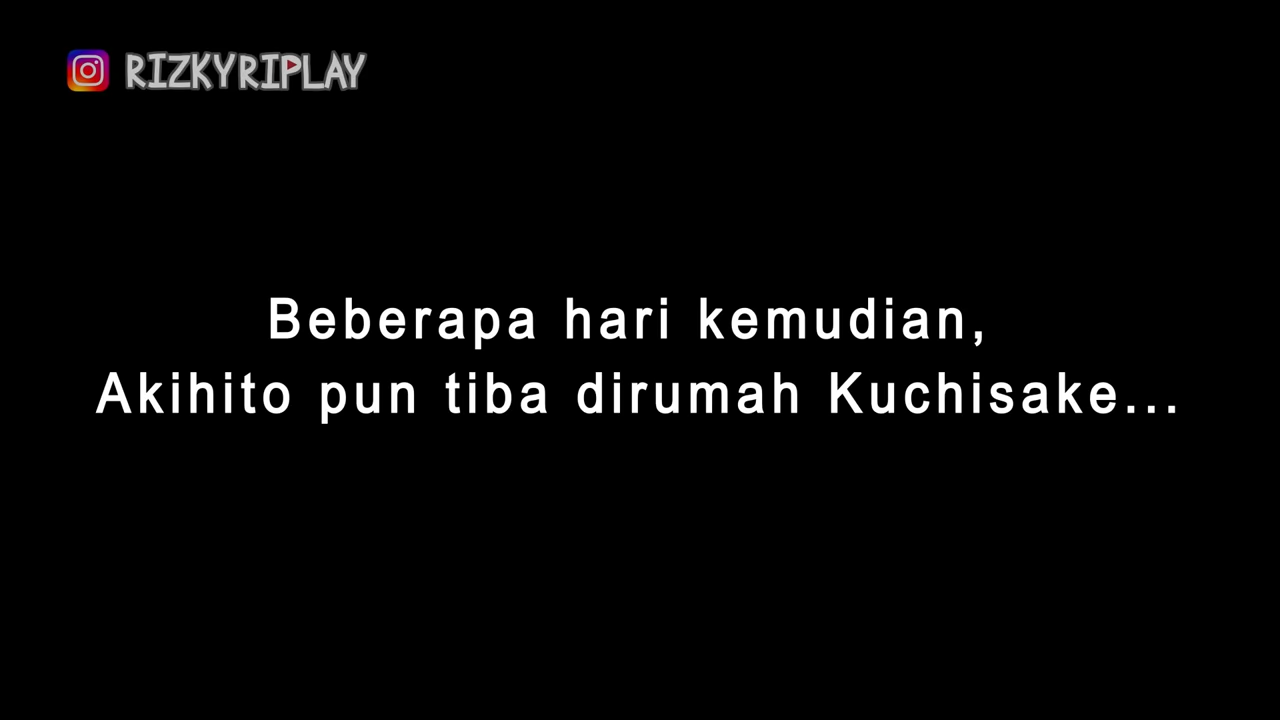 RIZKYRIPLAY
Beberapa hari kemudian,
Akihito pun tiba dirumah Kuchisake...